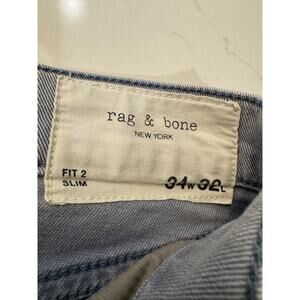 rag & bone
NEW YORK
FIT 2
SLIM
34W 32L